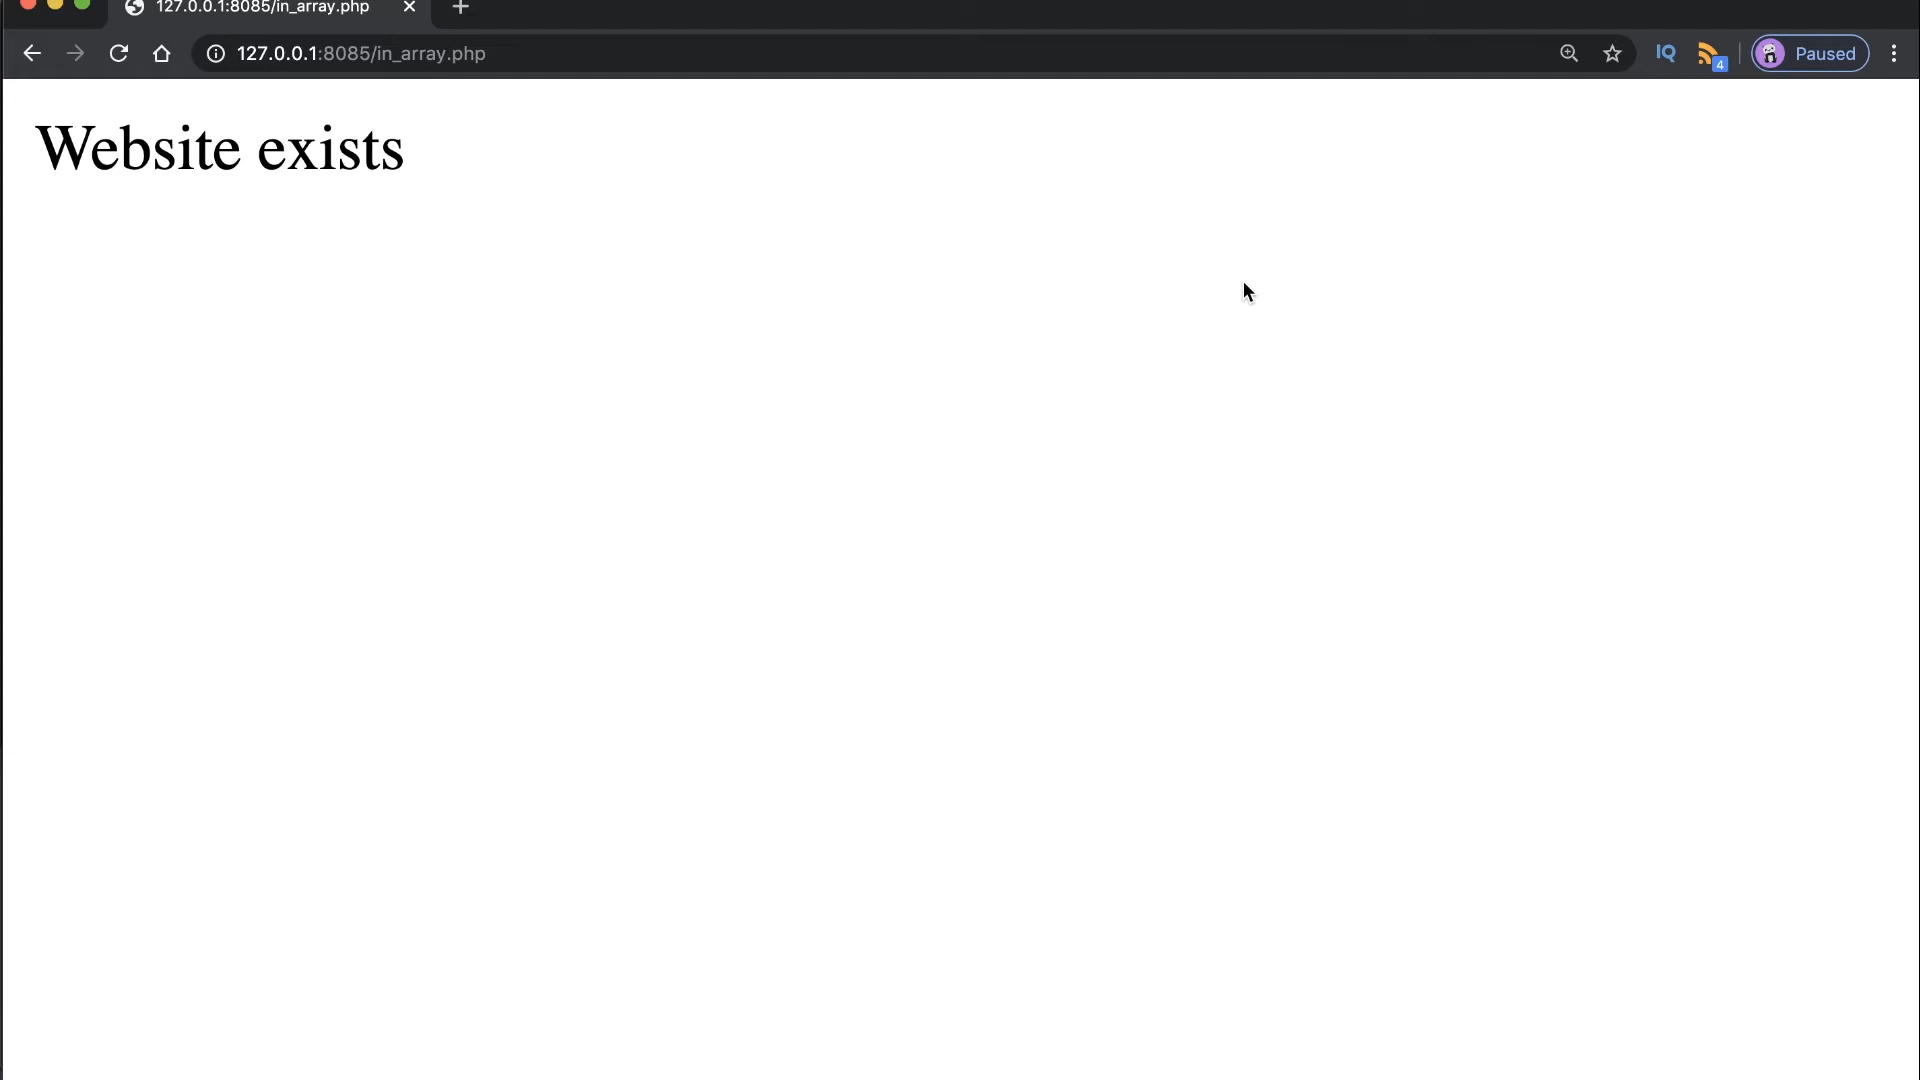 127.0.0.1:8085/in_array.php
127.0.0.1:8085/in_array.php
IQ
4
Paused
Website exists